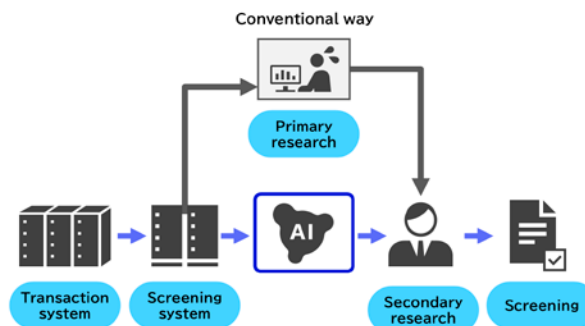 Conventional way
Primary
research
AI
Transaction
system
Screening
system
Secondary
research
Screening